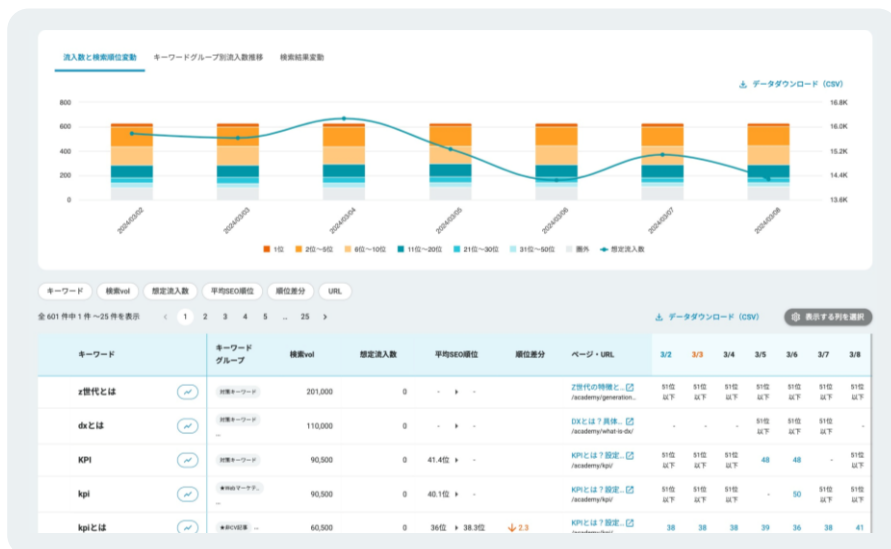 流入数と検索順位変動 キーワードグループ別流入数推移 検索結果変動
データダウンロード (CSV)
800 16.8K
600 16.0K
400 15.2K
200 14.4K
0 13.6K
2024/03/02 2024/03/03 2024/03/04 2024/03/05 2024/03/06 2024/03/07 2024/03/08
1位 2位〜5位 6位〜10位 11位〜20位 21位〜30位 31位〜50位 圏外 想定流入数
キーワード 検索vol 想定流入数 平均SEO順位 順位差分 URL
全 601 件中 1 件 〜25 件を表示 ‹ 1 2 3 4 5 .. 25 ›
データダウンロード (CSV) 表示する列を選択
キーワード キーワードグループ 検索vol 想定流入数 平均SEO順位 順位差分 ページ・URL 3/2 3/3 3/4 3/5 3/6 3/7 3/8
z世代とは 対策キーワード 201,000 0 - ▸ - Z世代の特徴と... 51位 51位 51位 51位 51位 51位 51位
/academy/generation... 以下 以下 以下 以下 以下 以下 以下
dxとは 対策キーワード 110,000 0 - ▸ - DXとは？具体... - - - 51位 51位 51位 -
... /academy/what-is-dx/ 以下 以下 以下
KPI 対策キーワード 90,500 0 41.4位 ▸ - KPIとは？設定... 51位 51位 51位 48 48 - 51位
/academy/kpi/ 以下 以下 以下 以下
kpi ★Webマーケテ... 90,500 0 40.1位 ▸ - KPIとは？設定... 51位 51位 51位 - 50 51位 51位
... /academy/kpi/ 以下 以下 以下 以下 以下
kpiとは ★非CV記事 ... 60,500 0 36位 ▸ 38.3位 ↓2.3 KPIとは？設定... 38 38 38 39 36 38 41